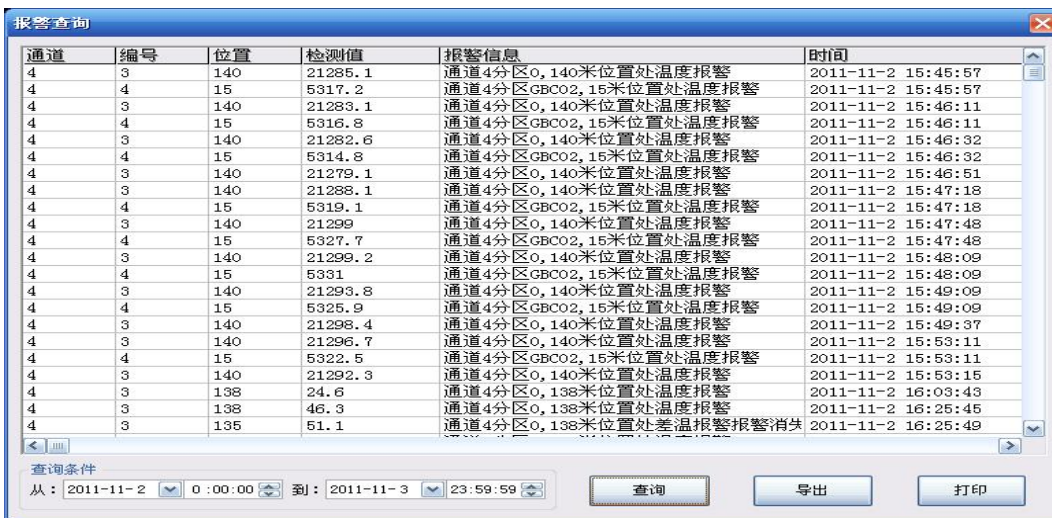 报警查询
通道 编号 位置 检测值 报警信息 时间
4 3 140 21285.1 通道4分区0,140米位置处温度报警 2011-11-2 15:45:57
4 4 15 5317.2 通道4分区GBC02,15米位置处温度报警 2011-11-2 15:45:57
4 3 140 21283.1 通道4分区0,140米位置处温度报警 2011-11-2 15:46:11
4 4 15 5316.8 通道4分区GBC02,15米位置处温度报警 2011-11-2 15:46:11
4 3 140 21282.6 通道4分区0,140米位置处温度报警 2011-11-2 15:46:32
4 4 15 5314.8 通道4分区GBC02,15米位置处温度报警 2011-11-2 15:46:32
4 3 140 21279.1 通道4分区0,140米位置处温度报警 2011-11-2 15:46:51
4 3 140 21288.1 通道4分区0,140米位置处温度报警 2011-11-2 15:47:18
4 4 15 5319.1 通道4分区GBC02,15米位置处温度报警 2011-11-2 15:47:18
4 3 140 21299 通道4分区0,140米位置处温度报警 2011-11-2 15:47:48
4 4 15 5327.7 通道4分区GBC02,15米位置处温度报警 2011-11-2 15:47:48
4 3 140 21299.2 通道4分区0,140米位置处温度报警 2011-11-2 15:48:09
4 4 15 5331 通道4分区GBC02,15米位置处温度报警 2011-11-2 15:48:09
4 3 140 21293.8 通道4分区0,140米位置处温度报警 2011-11-2 15:49:09
4 4 15 5325.9 通道4分区GBC02,15米位置处温度报警 2011-11-2 15:49:09
4 3 140 21298.4 通道4分区0,140米位置处温度报警 2011-11-2 15:49:37
4 3 140 21296.7 通道4分区0,140米位置处温度报警 2011-11-2 15:53:11
4 4 15 5322.5 通道4分区GBC02,15米位置处温度报警 2011-11-2 15:53:11
4 3 140 21292.3 通道4分区0,140米位置处温度报警 2011-11-2 15:53:15
4 3 138 24.6 通道4分区0,138米位置处温度报警 2011-11-2 16:03:43
4 3 138 46.3 通道4分区0,138米位置处温度报警 2011-11-2 16:25:45
4 3 135 51.1 通道4分区0,138米位置处差温报警报警消失 2011-11-2 16:25:49
查询条件
从: 2011-11-2 0:00:00 到: 2011-11-3 23:59:59 查询 导出 打印